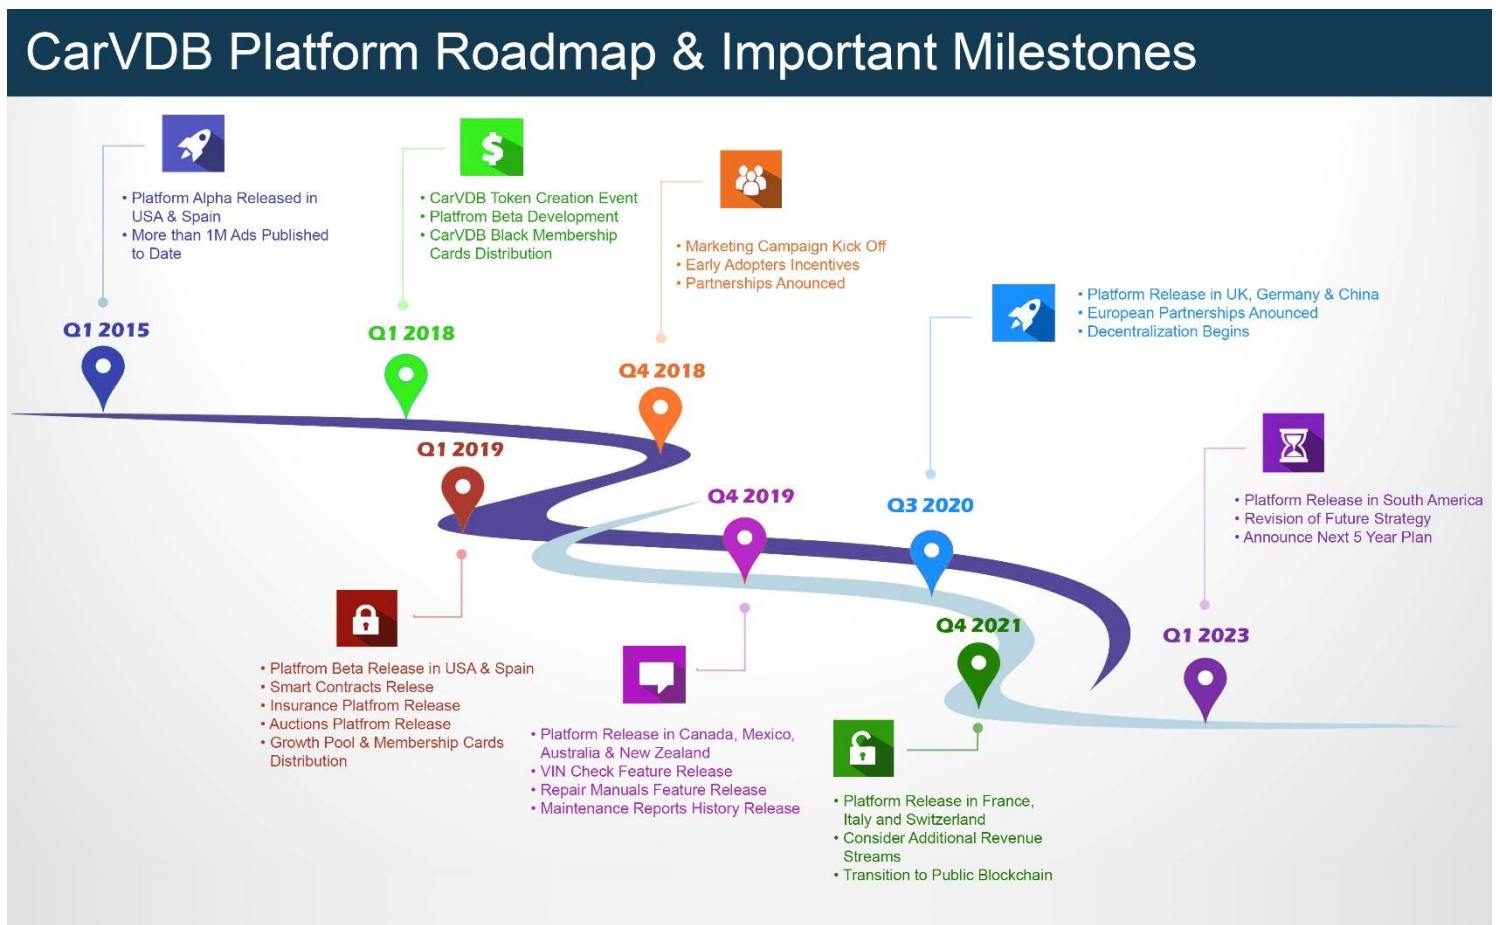 CarVDB Platform Roadmap & Important Milestones
Q1 2015
• Platform Alpha Released in
USA & Spain
• More than 1M Ads Published
to Date
Q1 2018
• CarVDB Token Creation Event
• Platfrom Beta Development
• CarVDB Black Membership
Cards Distribution
Q4 2018
• Marketing Campaign Kick Off
• Early Adopters Incentives
• Partnerships Anounced
Q1 2019
• Platfrom Beta Release in USA & Spain
• Smart Contracts Relese
• Insurance Platfrom Release
• Auctions Platfrom Release
• Growth Pool & Membership Cards
Distribution
Q4 2019
• Platform Release in Canada, Mexico,
Australia & New Zealand
• VIN Check Feature Release
• Repair Manuals Feature Release
• Maintenance Reports History Release
Q3 2020
• Platform Release in UK, Germany & China
• European Partnerships Anounced
• Decentralization Begins
Q4 2021
• Platform Release in France,
Italy and Switzerland
• Consider Additional Revenue
Streams
• Transition to Public Blockchain
Q1 2023
• Platform Release in South America
• Revision of Future Strategy
• Announce Next 5 Year Plan